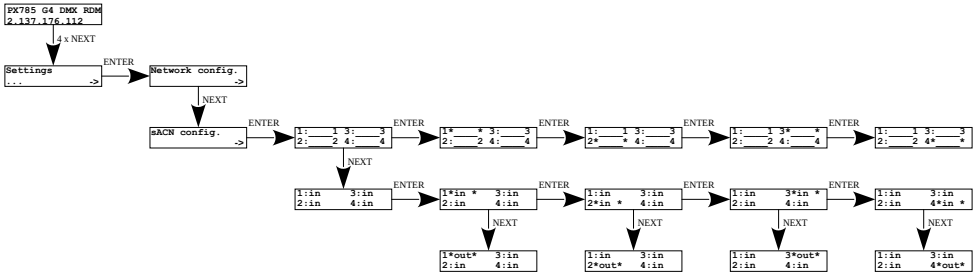 PX785 G4 DMX RDM
2.137.176.112
4 x NEXT
Settings
... ->
ENTER
Network config.
->
NEXT
sACN config.
->
ENTER
1:____1 3:____3
2:____2 4:____4
ENTER
1*____* 3:____3
2:____2 4:____4
ENTER
1:____1 3:____3
2*____* 4:____4
ENTER
1:____1 3*____*
2:____2 4:____4
ENTER
1:____1 3:____3
2:____2 4*____*
NEXT
1:in 3:in
2:in 4:in
ENTER
1*in * 3:in
2:in 4:in
ENTER
1:in 3:in
2*in * 4:in
ENTER
1:in 3*in *
2:in 4:in
ENTER
1:in 3:in
2:in 4*in *
NEXT
NEXT
NEXT
NEXT
1*out* 3:in
2:in 4:in
1:in 3:in
2*out* 4:in
1:in 3*out*
2:in 4:in
1:in 3:in
2:in 4*out*